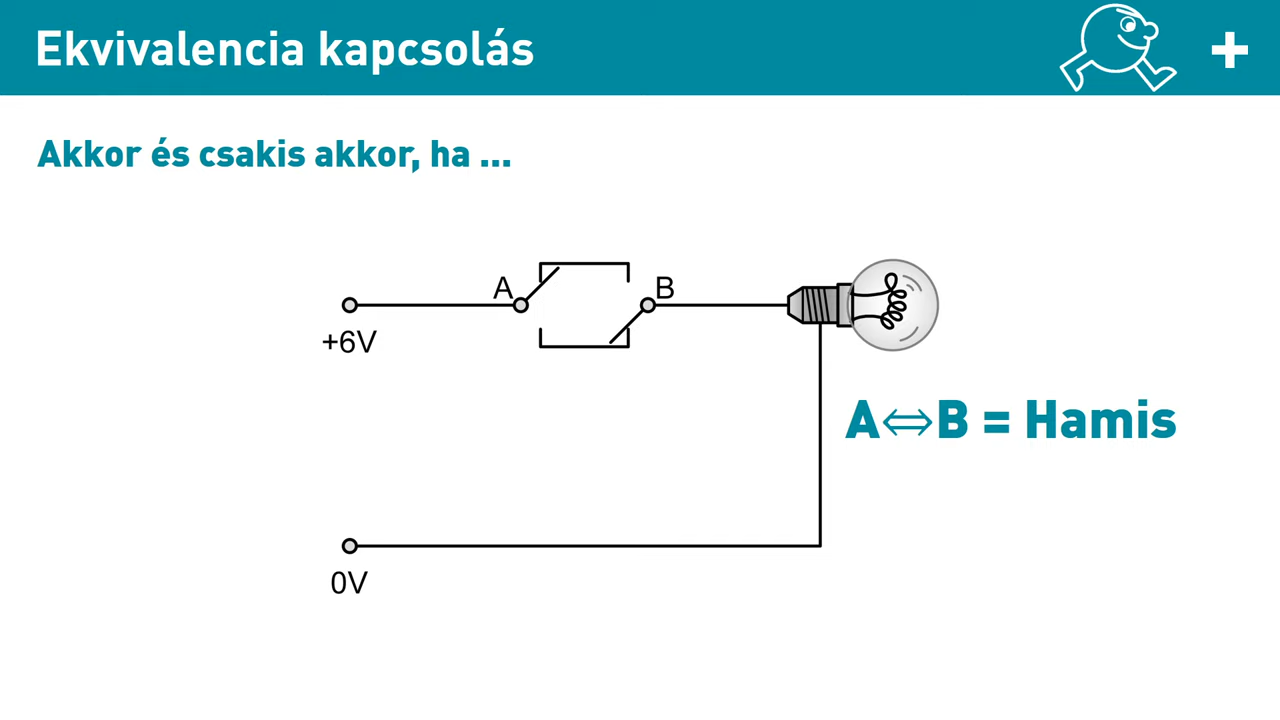 Ekvivalencia kapcsolás
+
Akkor és csakis akkor, ha ...
A
B
+6V
A⇔B = Hamis
0V